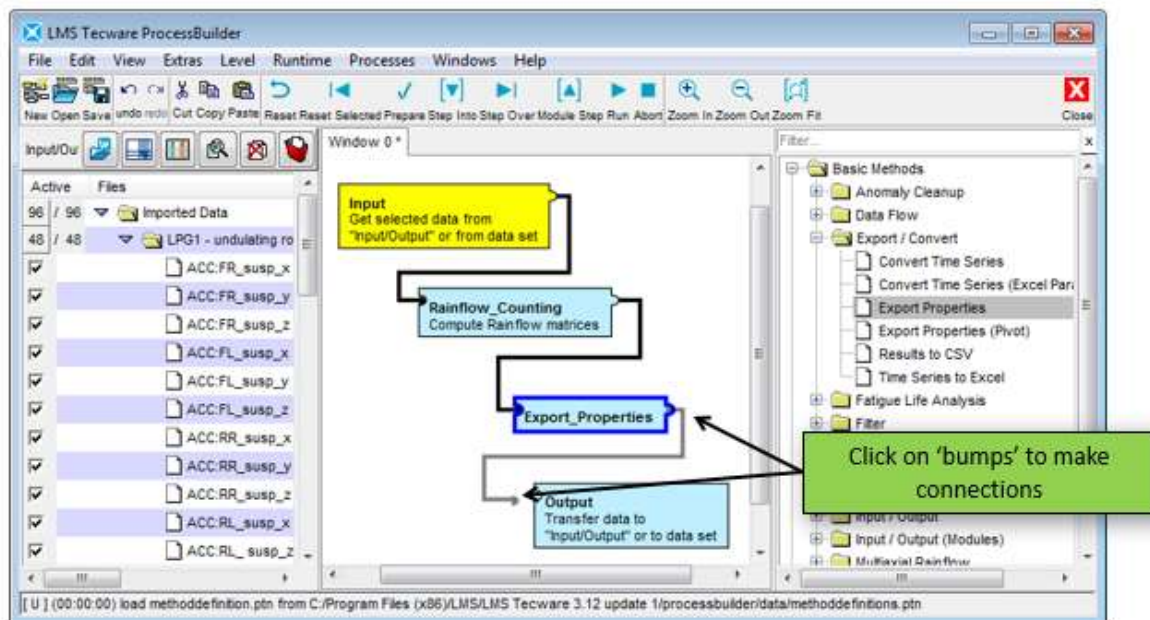 LMS Tecware ProcessBuilder
File Edit View Extras Level Runtime Processes Windows Help
New Open Save undo redo Cut Copy Paste Reset Reset Selected Prepare Step Into Step Over Module Step Run Abort Zoom In Zoom Out Zoom Fit
Close
Input/Ou
Window 0 *
Filter...
x
Active Files
96 / 96 Imported Data
48 / 48 LPG1 - undulating ro
ACC:FR_susp_x
ACC:FR_susp_y
ACC:FR_susp_z
ACC:FL_susp_x
ACC:FL_susp_y
ACC:FL_susp_z
ACC:RR_susp_x
ACC:RR_susp_y
ACC:RR_susp_z
ACC:RL_susp_x
ACC:RL_ susp_z
Input
Get selected data from
"Input/Output" or from data set
Rainflow_Counting
Compute Rainflow matrices
Export_Properties
Output
Transfer data to
"Input/Output" or to data set
Basic Methods
Anomaly Cleanup
Data Flow
Export / Convert
Convert Time Series
Convert Time Series (Excel Para
Export Properties
Export Properties (Pivot)
Results to CSV
Time Series to Excel
Fatigue Life Analysis
Filter
Click on 'bumps' to make
connections
Input / Output
Input / Output (Modules)
Multiaxial Rainflow
[ U ] (00:00:00) load methoddefinition.ptn from C:/Program Files (x86)/LMS/LMS Tecware 3.12 update 1/processbuilder/data/methoddefinitions.ptn